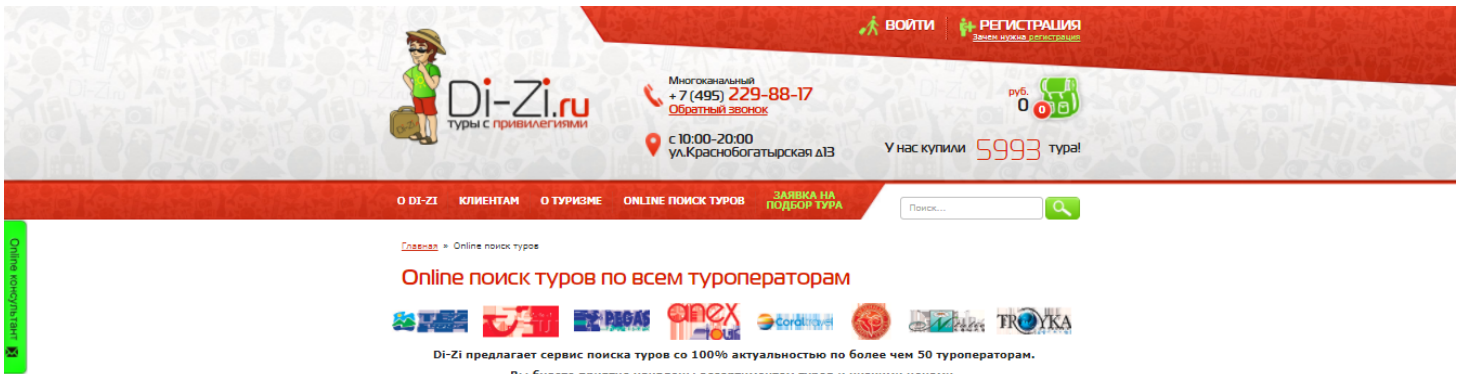 ВОЙТИ
РЕГИСТРАЦИЯ
Зачем нужна регистрация
Di-Zi.ru
туры с привилегиями
Многоканальный
+7 (495) 229-88-17
Обратный звонок
с 10:00-20:00
ул.Краснобогатырская д13
руб.
0
0
У нас купили 5993 тура!
О DI-ZI
КЛИЕНТАМ
О ТУРИЗМЕ
ONLINE ПОИСК ТУРОВ
ЗАЯВКА НА
ПОДБОР ТУРА
Поиск...
Online консультант
Главная » Online поиск туров
Online поиск туров по всем туроператорам
PEGAS
anex
tour
Coral travel
TROYKA
Di-Zi предлагает сервис поиска туров со 100% актуальностью по более чем 50 туроператорам.